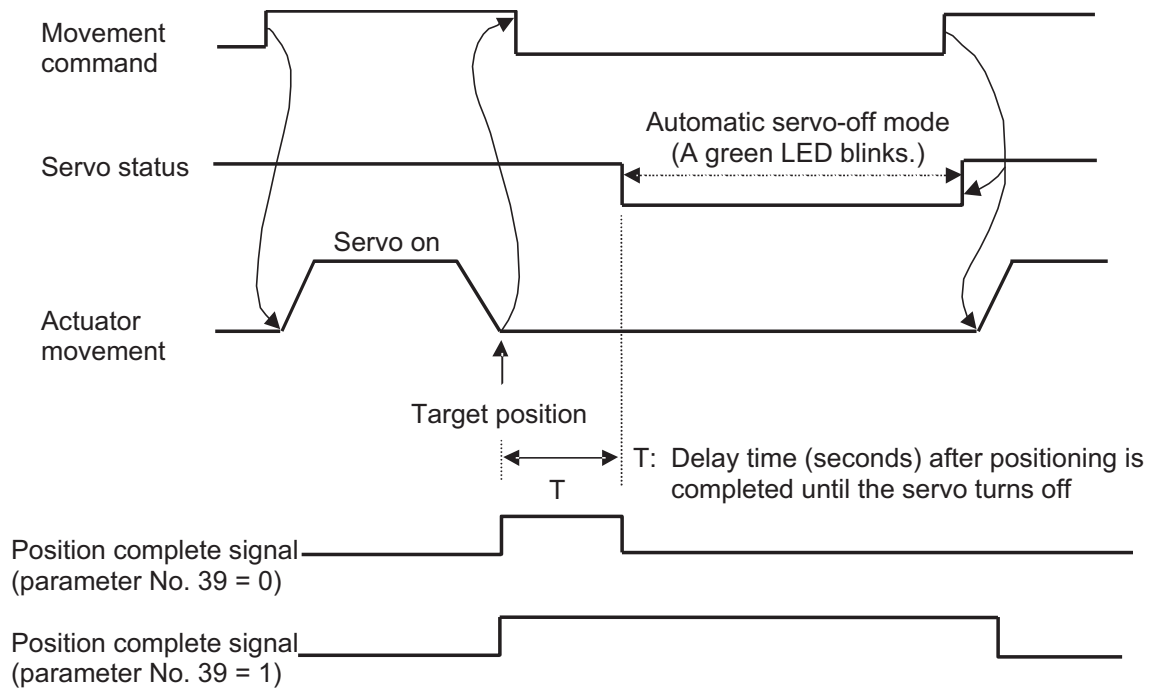 Movement
command
Automatic servo-off mode
(A green LED blinks.)
Servo status
Servo on
Actuator
movement
Target position
T: Delay time (seconds) after positioning is
completed until the servo turns off
T
Position complete signal
(parameter No. 39 = 0)
Position complete signal
(parameter No. 39 = 1)